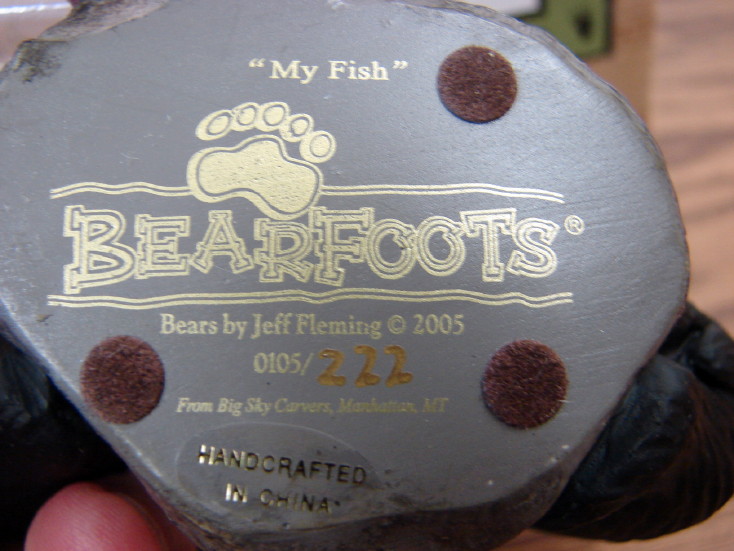 “My Fish”
BEARFOOTS®
Bears by Jeff Fleming © 2005
0105/222
From Big Sky Carvers, Manhattan, MT
HANDCRAFTED
IN CHINA